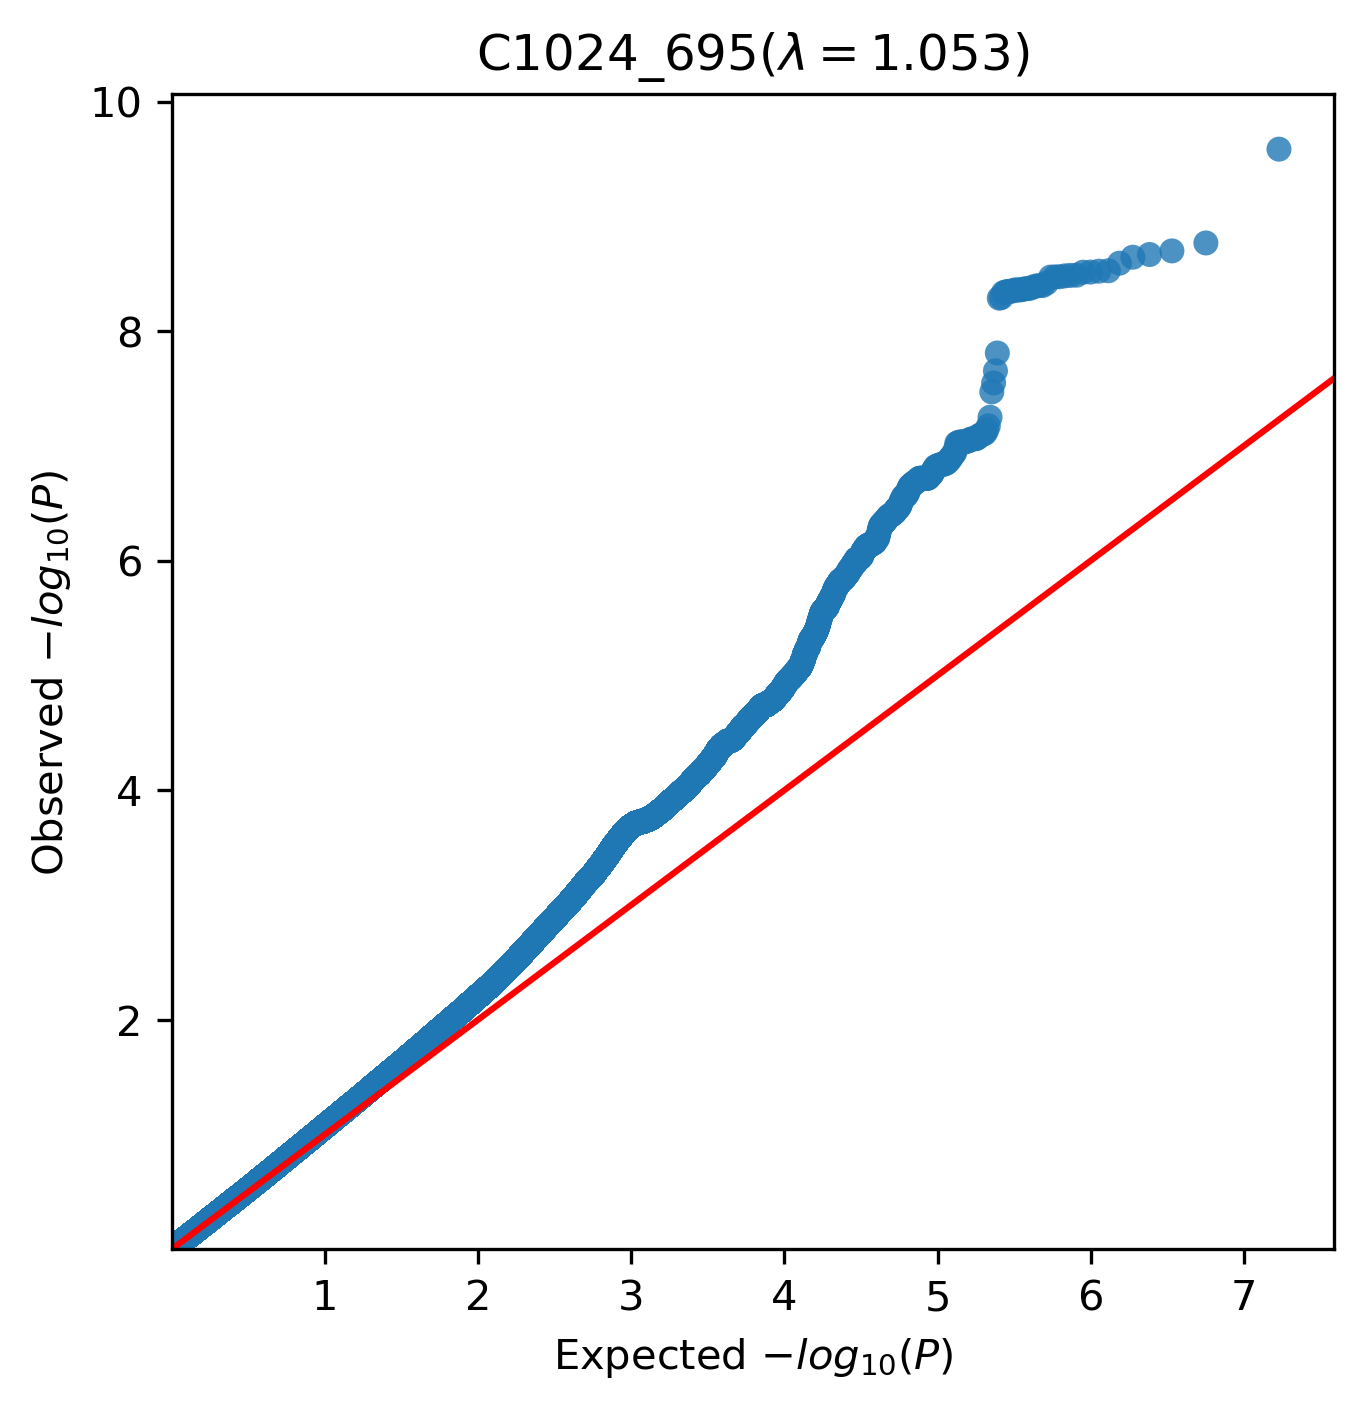 C1024_695(λ = 1.053)
10
8
6
4
2
Observed −log₁₀(P)
1 2 3 4 5 6 7
Expected −log₁₀(P)